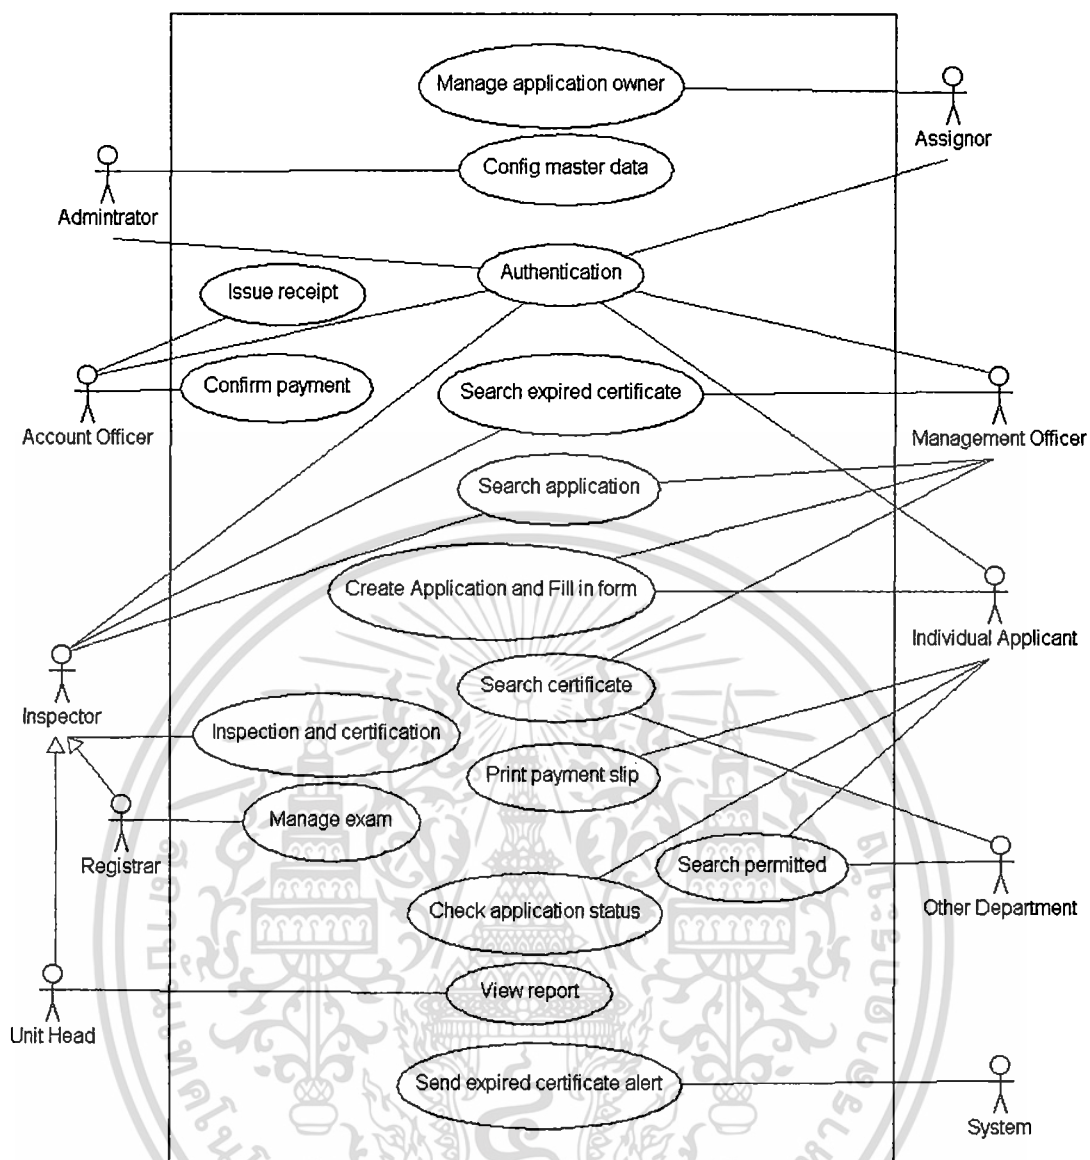 Manage application owner
Assignor
Config master data
Admintrator
Authentication
Issue receipt
Confirm payment
Search expired certificate
Account Officer
Management Officer
Search application
Create Application and Fill in form
Individual Applicant
Search certificate
Inspector
Inspection and certification
Print payment slip
Manage exam
Registrar
Search permitted
Check application status
Other Department
View report
Unit Head
Send expired certificate alert
System